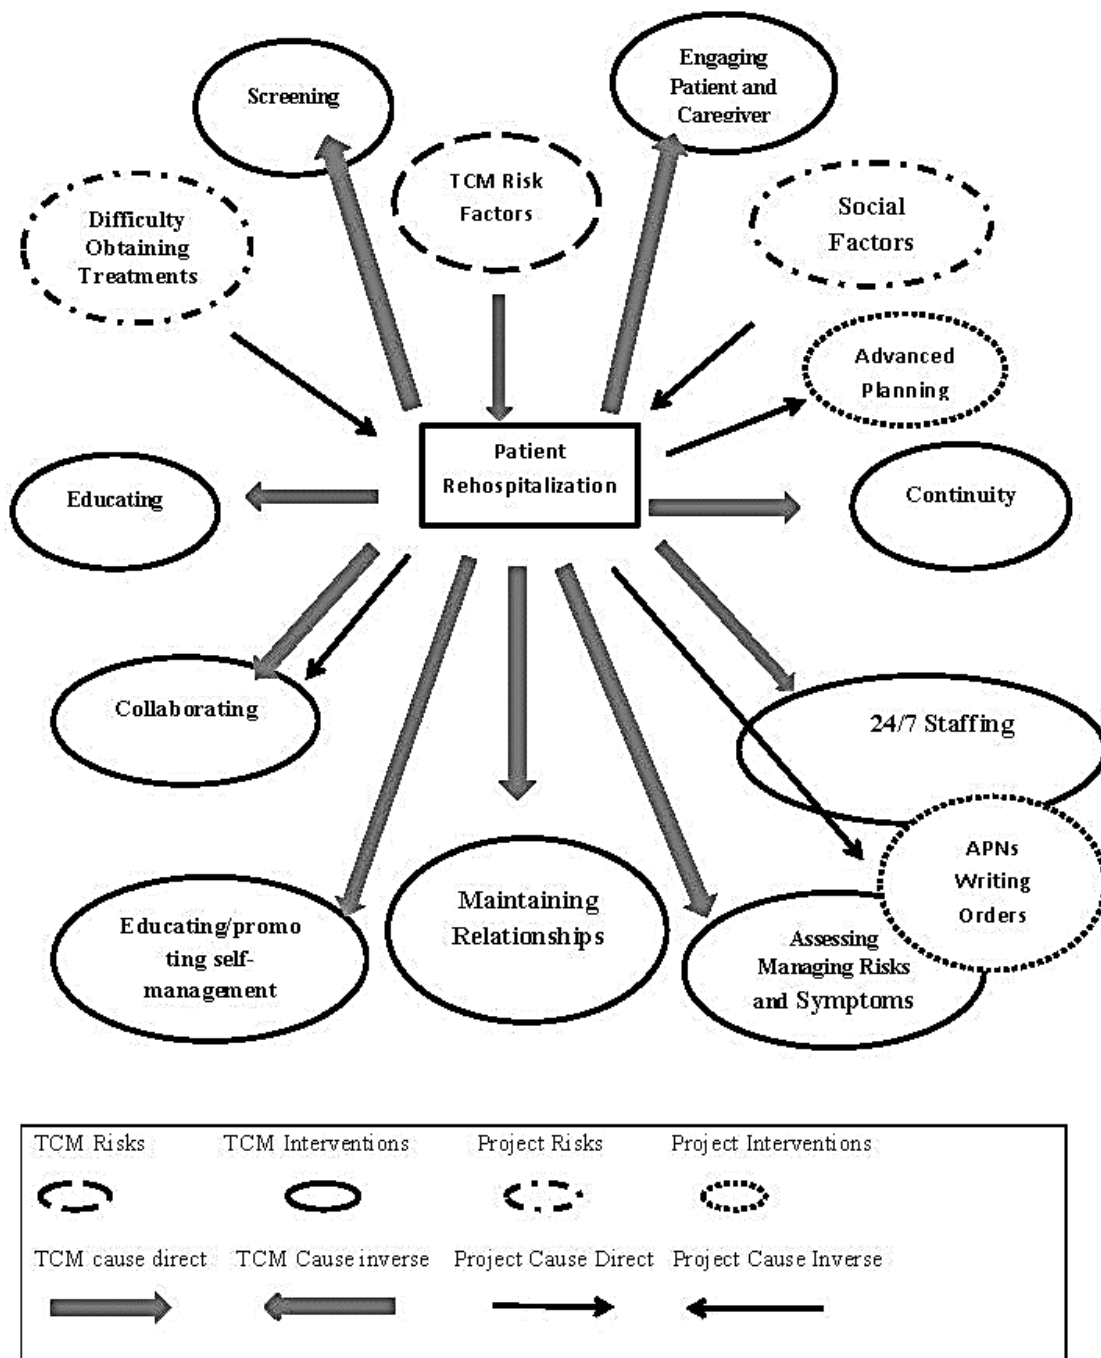 Screening
Engaging
Patient and
Caregiver
TCM Risk
Factors
Difficulty
Obtaining
Treatments
Social
Factors
Advanced
Planning
Patient
Rehospitalization
Educating
Continuity
Collaborating
24/7 Staffing
APNs
Writing
Orders
Maintaining
Relationships
Educating/promo
ting self-
management
Assessing
Managing Risks
and Symptoms
TCM Risks
TCM Interventions
Project Risks
Project Interventions
TCM cause direct
TCM Cause inverse
Project Cause Direct
Project Cause Inverse